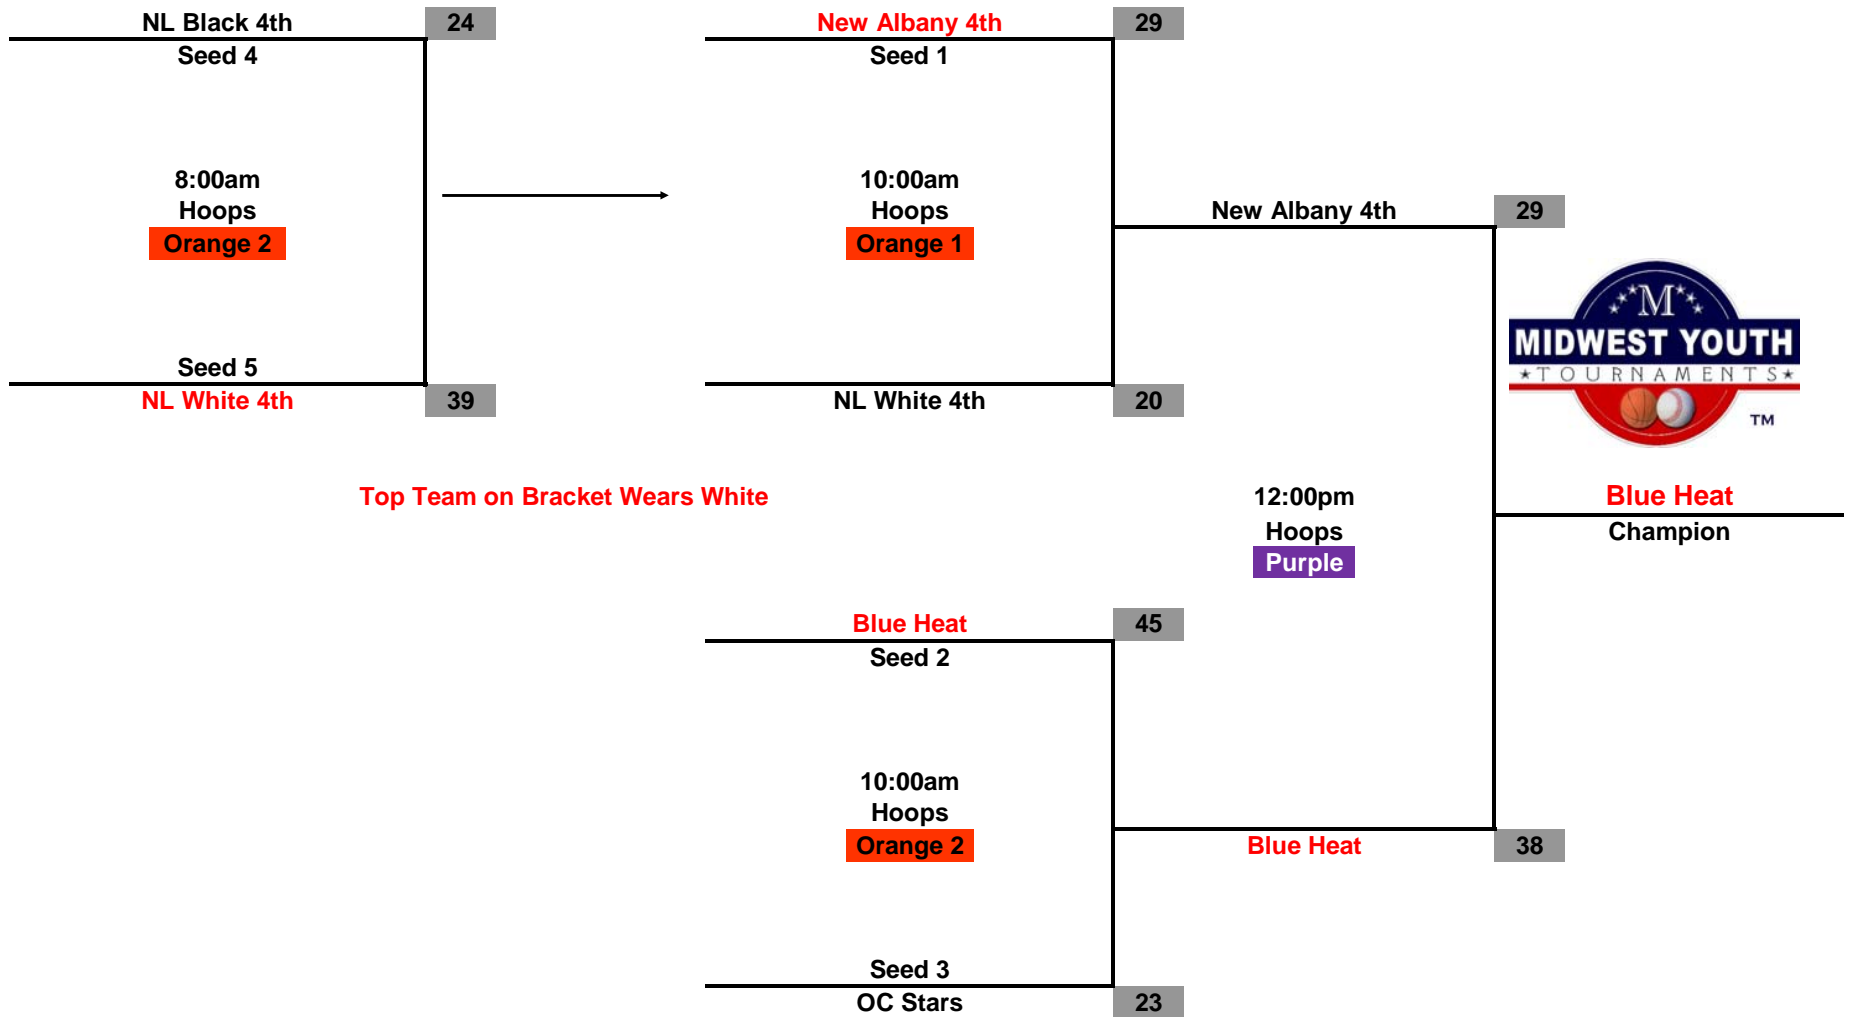 NL Black 4th 24
Seed 4
8:00am
Hoops
Orange 2
Seed 5
NL White 4th 39
New Albany 4th 29
Seed 1
10:00am
Hoops
Orange 1
NL White 4th 20
New Albany 4th 29
M
MIDWEST YOUTH
TOURNAMENTS
TM
Top Team on Bracket Wears White
12:00pm
Hoops
Purple
Blue Heat
Champion
Blue Heat 45
Seed 2
10:00am
Hoops
Orange 2
Seed 3
OC Stars 23
Blue Heat 38